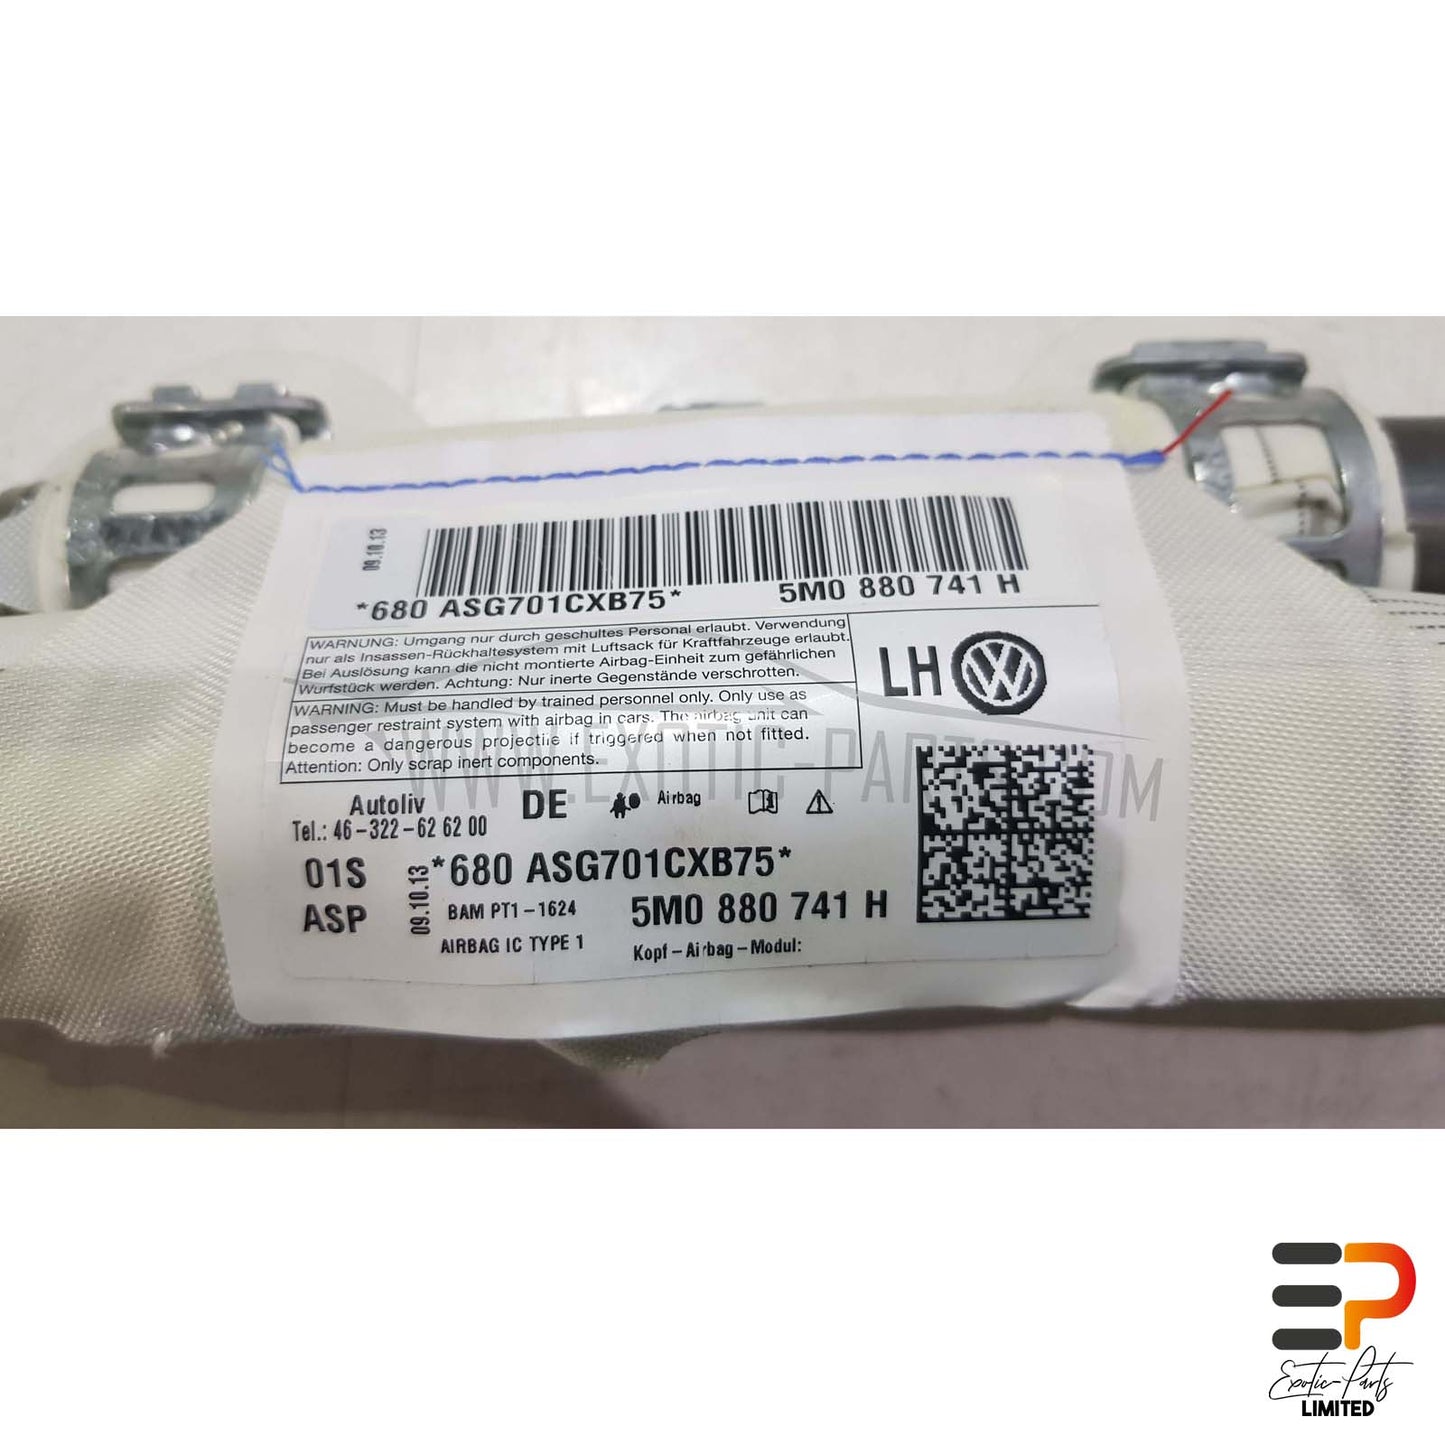 09.10.13
*680 ASG701CXB75* 5M0 880 741 H
WARNUNG: Umgang nur durch geschultes Personal erlaubt. Verwendung
nur als Insassen-Rückhaltesystem mit Luftsack für Kraftfahrzeuge erlaubt.
Bei Auslösung kann die nicht montierte Airbag-Einheit zum gefährlichen
Wurfstück werden. Achtung: Nur inerte Gegenstände verschrotten.
WARNING: Must be handled by trained personnel only. Only use as
passenger restraint system with airbag in cars. The airbag unit can
become a dangerous projectile if triggered when not fitted.
Attention: Only scrap inert components.
LH
WWW.EXOTIC-PARTS.COM
Autoliv
Tel.: 46-322-62 62 00
DE
Airbag
01S
ASP
09.10.13
*680 ASG701CXB75*
BAM PT1-1624
5M0 880 741 H
AIRBAG IC TYPE 1
Kopf-Airbag-Modul:
EP
Exotic-Parts
LIMITED